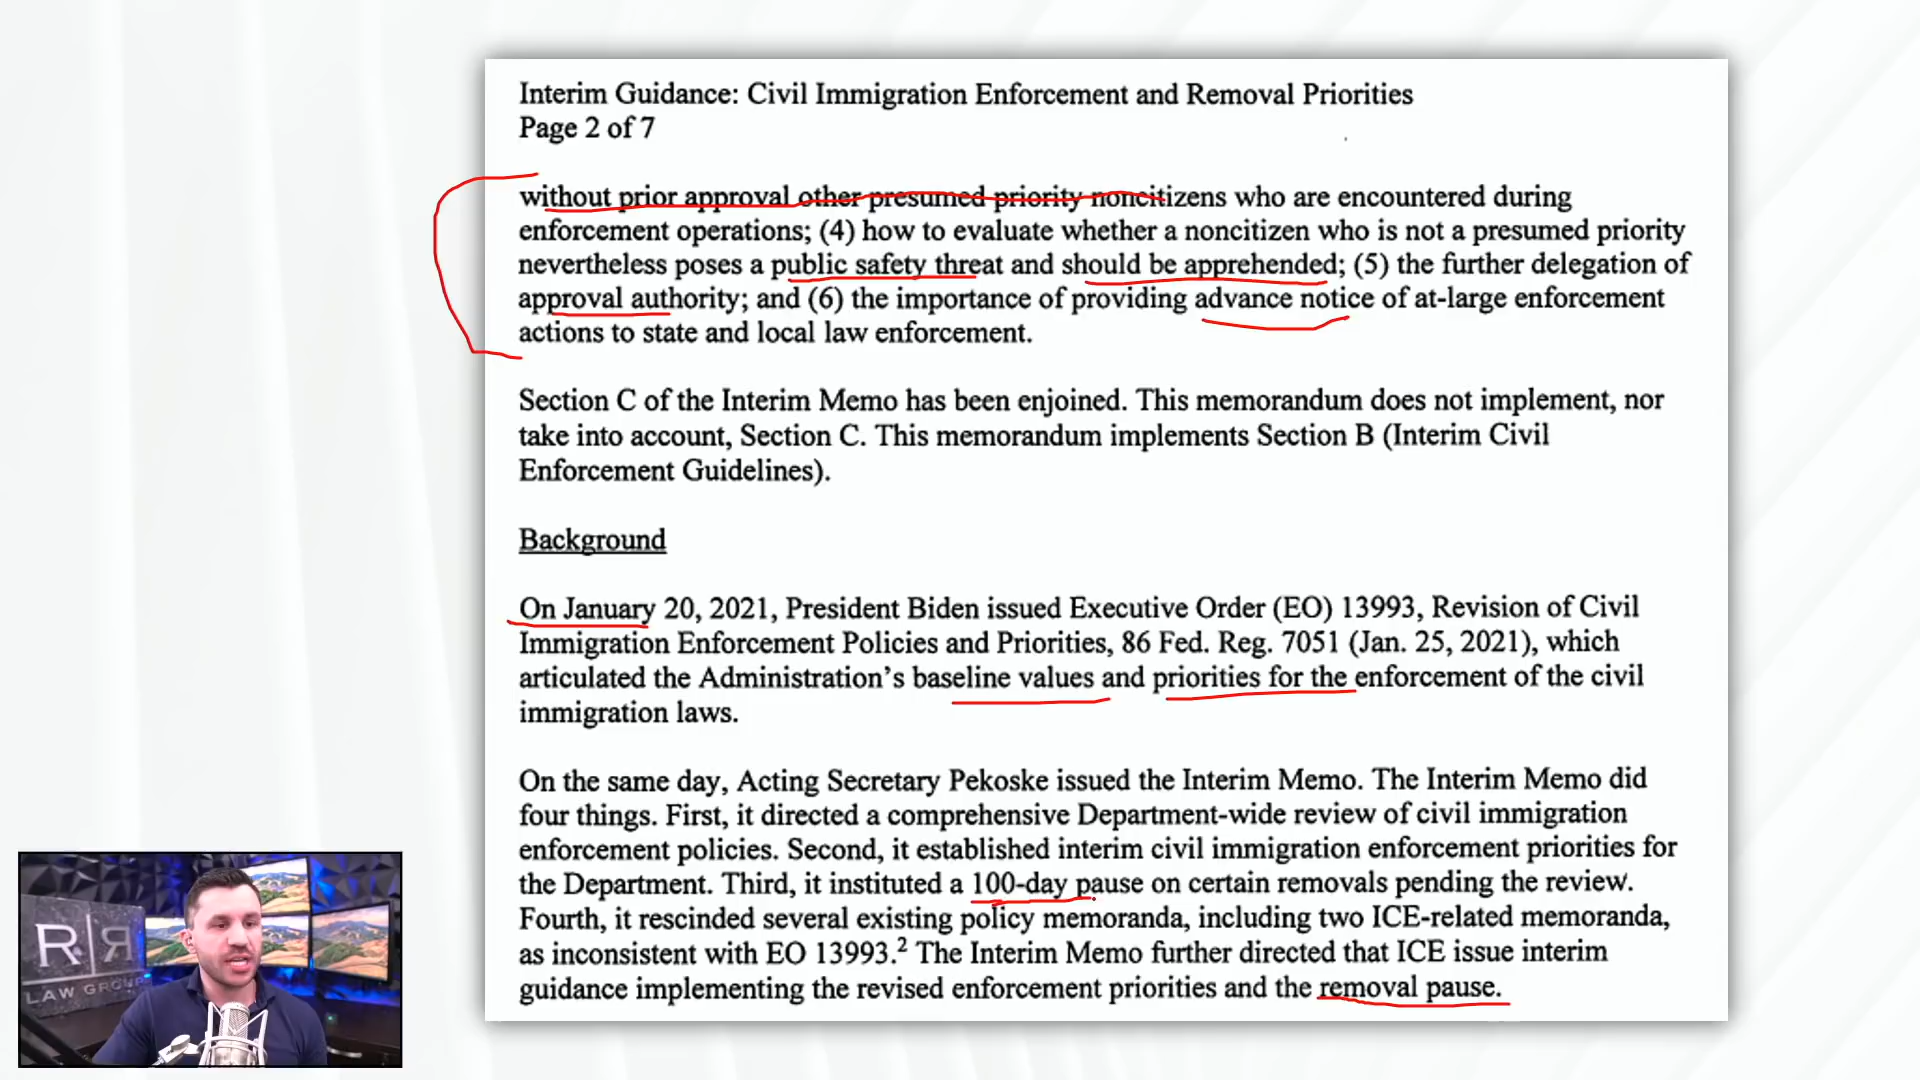 Interim Guidance: Civil Immigration Enforcement and Removal Priorities
Page 2 of 7
without prior approval other presumed priority noncitizens who are encountered during
enforcement operations; (4) how to evaluate whether a noncitizen who is not a presumed priority
nevertheless poses a public safety threat and should be apprehended; (5) the further delegation of
approval authority; and (6) the importance of providing advance notice of at-large enforcement
actions to state and local law enforcement.
Section C of the Interim Memo has been enjoined. This memorandum does not implement, nor
take into account, Section C. This memorandum implements Section B (Interim Civil
Enforcement Guidelines).
Background
On January 20, 2021, President Biden issued Executive Order (EO) 13993, Revision of Civil
Immigration Enforcement Policies and Priorities, 86 Fed. Reg. 7051 (Jan. 25, 2021), which
articulated the Administration’s baseline values and priorities for the enforcement of the civil
immigration laws.
On the same day, Acting Secretary Pekoske issued the Interim Memo. The Interim Memo did
four things. First, it directed a comprehensive Department-wide review of civil immigration
enforcement policies. Second, it established interim civil immigration enforcement priorities for
the Department. Third, it instituted a 100-day pause on certain removals pending the review.
Fourth, it rescinded several existing policy memoranda, including two ICE-related memoranda,
as inconsistent with EO 13993.² The Interim Memo further directed that ICE issue interim
guidance implementing the revised enforcement priorities and the removal pause.
R|R
LAW GROUP